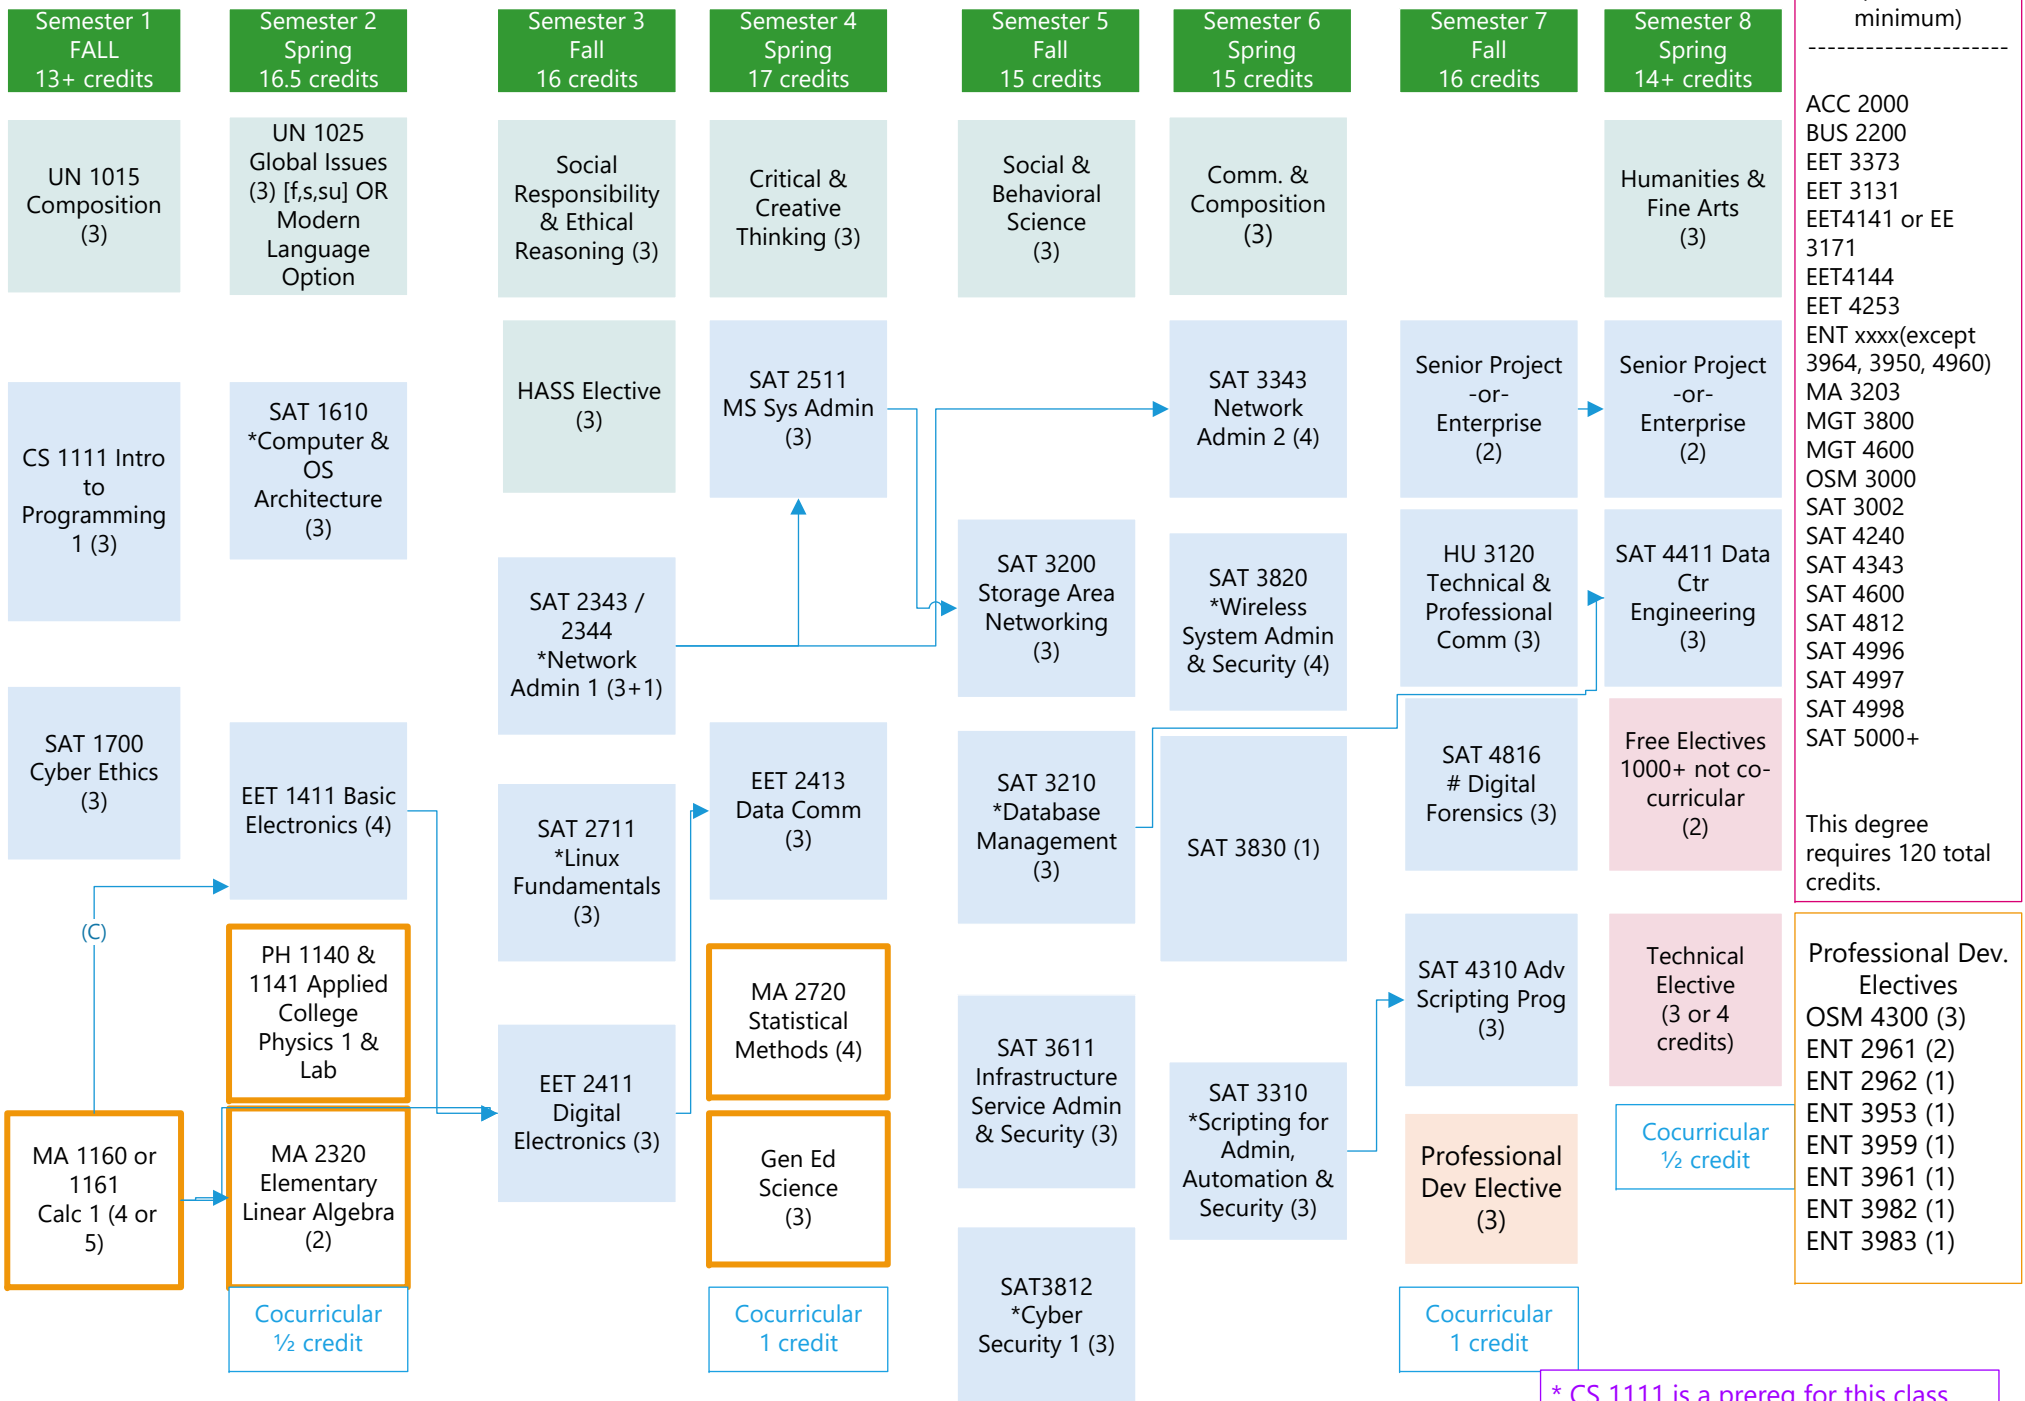 Semester 1
FALL
13+ credits
Semester 2
Spring
16.5 credits
Semester 3
Fall
16 credits
Semester 4
Spring
17 credits
Semester 5
Fall
15 credits
Semester 6
Spring
15 credits
Semester 7
Fall
16 credits
Semester 8
Spring
14+ credits
UN 1015
Composition
(3)
UN 1025
Global Issues
(3) [f,s,su] OR
Modern
Language
Option
Social
Responsibility
& Ethical
Reasoning (3)
Critical &
Creative
Thinking (3)
Social &
Behavioral
Science
(3)
Comm. &
Composition
(3)
Humanities &
Fine Arts
(3)
CS 1111 Intro
to
Programming
1 (3)
SAT 1610
*Computer &
OS
Architecture
(3)
HASS Elective
(3)
SAT 2511
MS Sys Admin
(3)
SAT 3343
Network
Admin 2 (4)
Senior Project
-or-
Enterprise
(2)
Senior Project
-or-
Enterprise
(2)
SAT 2343 /
2344
*Network
Admin 1 (3+1)
SAT 3200
Storage Area
Networking
(3)
SAT 3820
*Wireless
System Admin
& Security (4)
HU 3120
Technical &
Professional
Comm (3)
SAT 4411 Data
Ctr
Engineering
(3)
SAT 1700
Cyber Ethics
(3)
EET 1411 Basic
Electronics (4)
SAT 2711
*Linux
Fundamentals
(3)
EET 2413
Data Comm
(3)
SAT 3210
*Database
Management
(3)
SAT 3830 (1)
SAT 4816
# Digital
Forensics (3)
Free Electives
1000+ not co-
curricular
(2)
(C)
PH 1140 &
1141 Applied
College
Physics 1 &
Lab
MA 2720
Statistical
Methods (4)
SAT 4310 Adv
Scripting Prog
(3)
Technical
Elective
(3 or 4
credits)
MA 1160 or
1161
Calc 1 (4 or
5)
MA 2320
Elementary
Linear Algebra
(2)
EET 2411
Digital
Electronics (3)
Gen Ed
Science
(3)
SAT 3611
Infrastructure
Service Admin
& Security (3)
SAT 3310
*Scripting for
Admin,
Automation &
Security (3)
Professional
Dev Elective
(3)
Cocurricular
½ credit
Cocurricular
½ credit
Cocurricular
1 credit
SAT3812
*Cyber
Security 1 (3)
Cocurricular
1 credit
minimum)
---------------------
ACC 2000
BUS 2200
EET 3373
EET 3131
EET4141 or EE
3171
EET4144
EET 4253
ENT xxxx(except
3964, 3950, 4960)
MA 3203
MGT 3800
MGT 4600
OSM 3000
SAT 3002
SAT 4240
SAT 4343
SAT 4600
SAT 4812
SAT 4996
SAT 4997
SAT 4998
SAT 5000+
This degree
requires 120 total
credits.
Professional Dev.
Electives
OSM 4300 (3)
ENT 2961 (2)
ENT 2962 (1)
ENT 3953 (1)
ENT 3959 (1)
ENT 3961 (1)
ENT 3982 (1)
ENT 3983 (1)
* CS 1111 is a prereq for this class